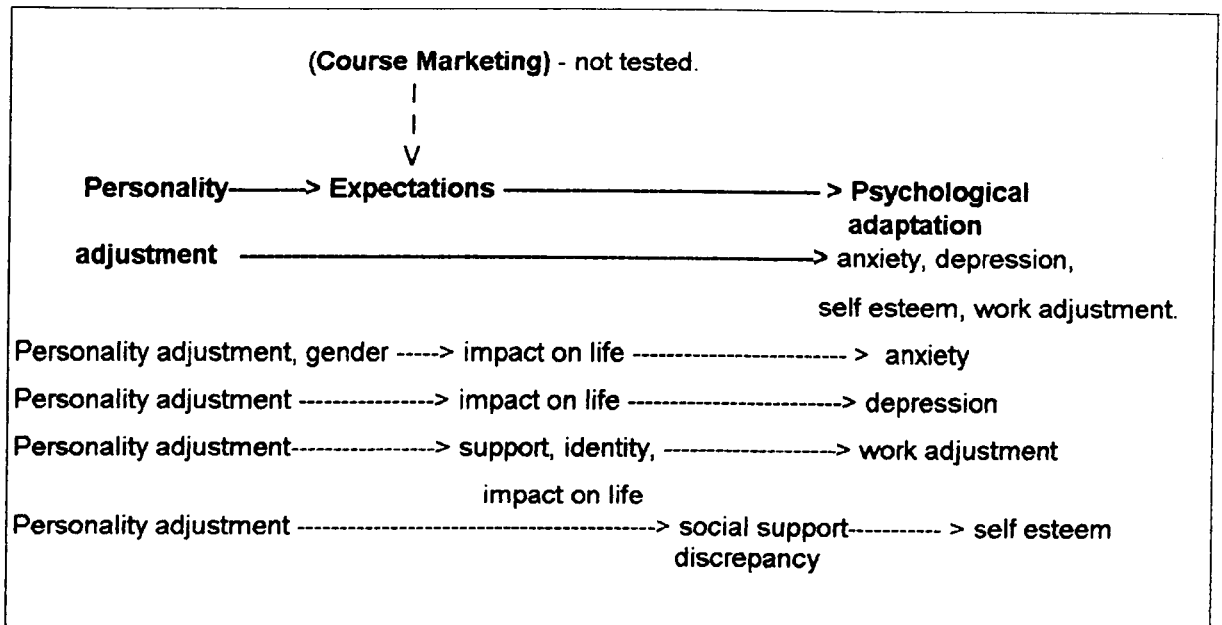 (Course Marketing) - not tested.
|
|
V
Personality———> Expectations ———————————> Psychological
adaptation
adjustment ————————————————————> anxiety, depression,
self esteem, work adjustment.
Personality adjustment, gender -----> impact on life ------------------------- > anxiety
Personality adjustment ---------------> impact on life -------------------------> depression
Personality adjustment----------------> support, identity, -------------------> work adjustment
impact on life
Personality adjustment ----------------------------------------> social support----------- > self esteem
discrepancy